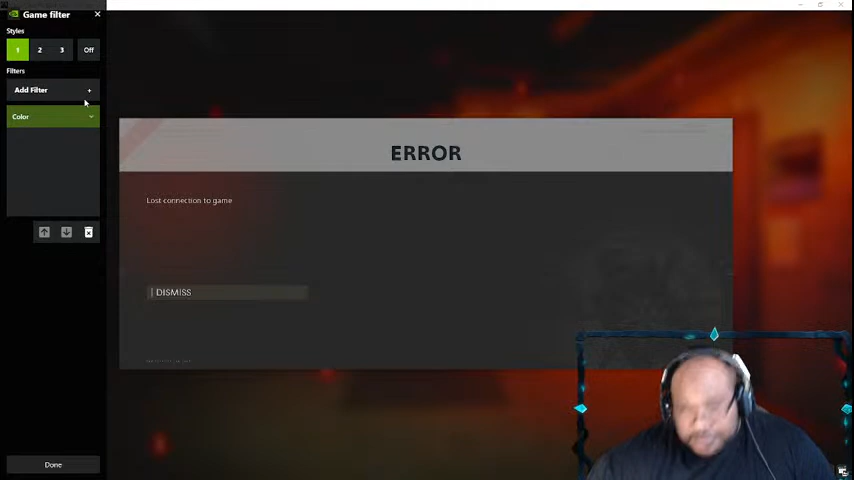 Game filter
Styles
1 2 3 Off
Filters
Add Filter +
Color
Done
ERROR
Lost connection to game
DISMISS